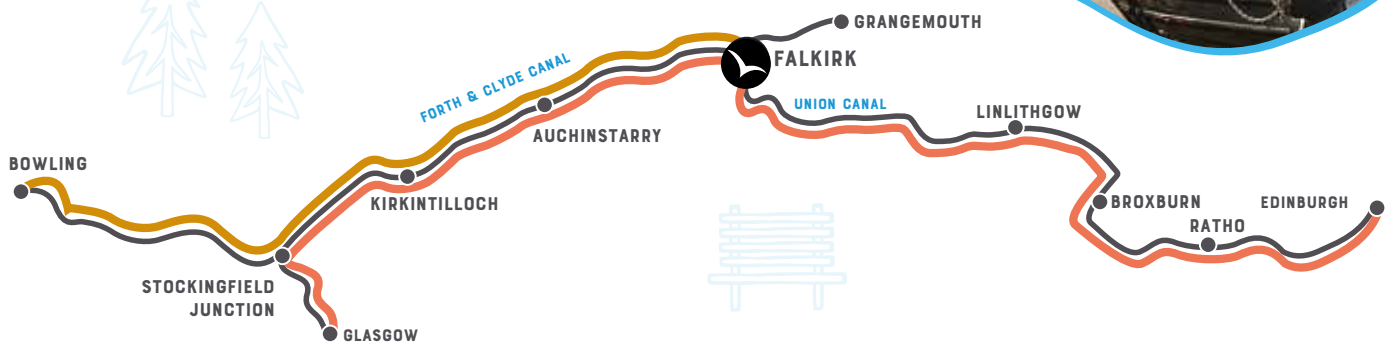 GRANGEMOUTH
FALKIRK
FORTH & CLYDE CANAL
UNION CANAL
LINLITHGOW
AUCHINSTARRY
BOWLING
KIRKINTILLOCH
BROXBURN
EDINBURGH
RATHO
STOCKINGFIELD
JUNCTION
GLASGOW